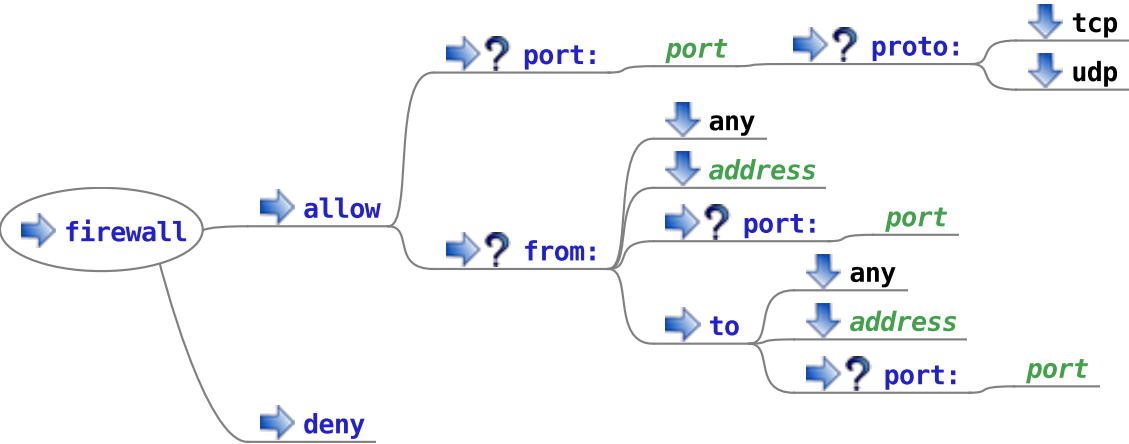 firewall
allow
? port:
port
? proto:
tcp
udp
? from:
any
address
? port:
port
to
any
address
? port:
port
deny